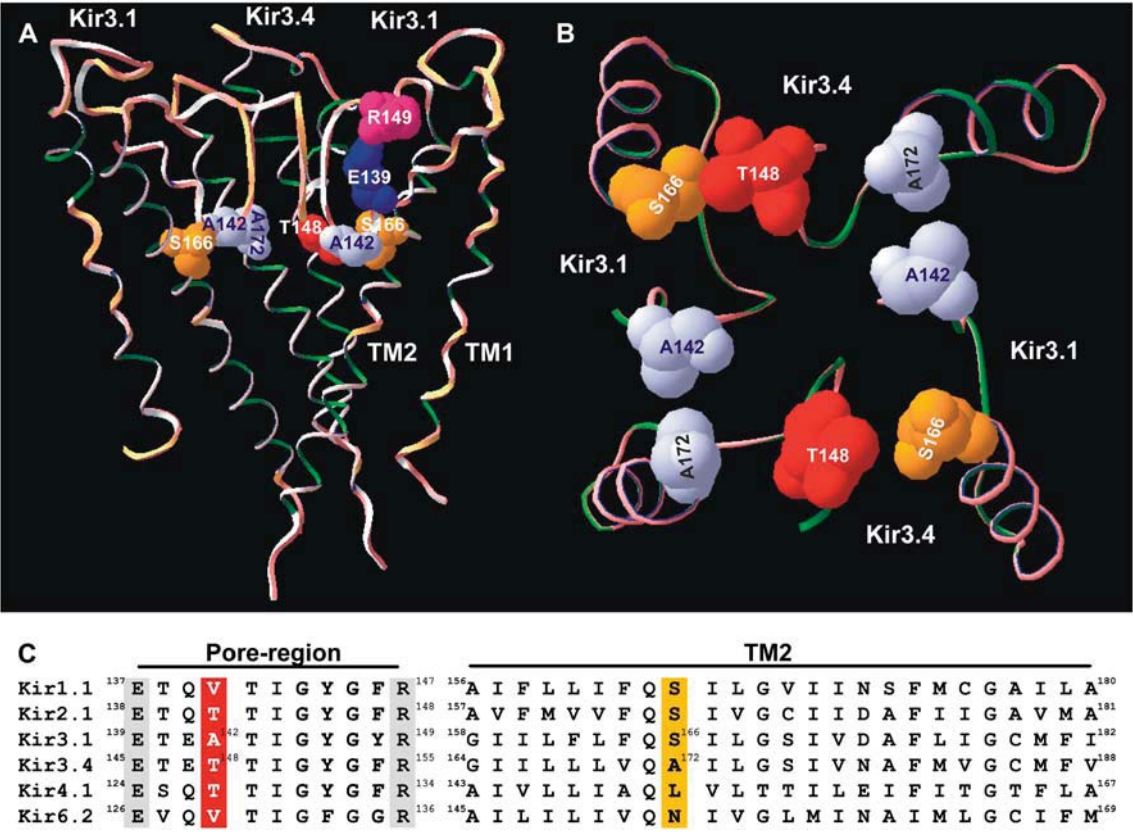 A Kir3.1 Kir3.4 Kir3.1
R149
E139
S166 A142 A172 T148 A142 S166
TM2 TM1
B
Kir3.4
S166 T148 A172
Kir3.1
A142
A142
Kir3.1
A172 T148 S166
Kir3.4
C Pore-region TM2
Kir1.1 137 E T Q V T I G Y G F R 147 156 A I F L L I F Q S I L G V I I N S F M C G A I L A 180
Kir2.1 138 E T Q T T I G Y G F R 148 157 A V F M V V F Q S I V G C I I D A F I I G A V M A 181
Kir3.1 139 E T E A 142 T I G Y G Y R 149 158 G I I L F L F Q S 166 I L G S I V D A F L I G C M F I 182
Kir3.4 145 E T E T 148 T I G Y G F R 155 164 G I I L L L V Q A 172 I L G S I V N A F M V G C M F V 188
Kir4.1 124 E S Q T T I G Y G F R 134 143 A I V L L I A Q L V L T T I L E I F I T G T F L A 167
Kir6.2 126 E V Q V T I G F G G R 136 145 A I L I L I V Q N I V G L M I N A I M L G C I F M 169